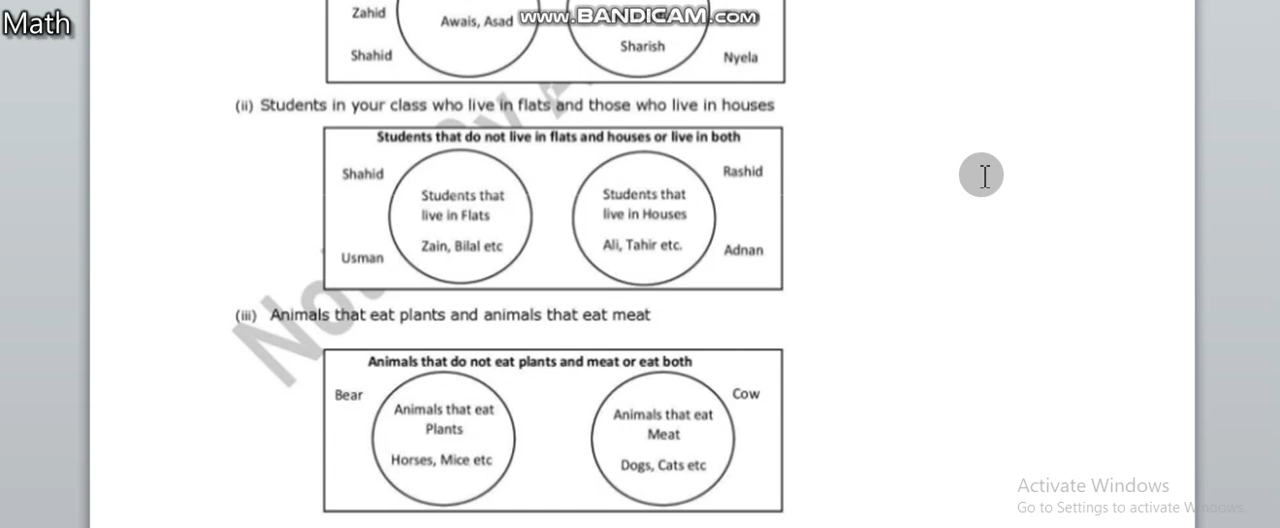 Math
www.BANDICAM.com
Zahid
Awais, Asad
Sharish
Shahid
Nyela
(ii) Students in your class who live in flats and those who live in houses
Students that do not live in flats and houses or live in both
Shahid
Rashid
Students that
live in Flats
Zain, Bilal etc
Students that
live in Houses
Ali, Tahir etc.
Usman
Adnan
(iii) Animals that eat plants and animals that eat meat
Animals that do not eat plants and meat or eat both
Bear
Cow
Animals that eat
Plants
Horses, Mice etc
Animals that eat
Meat
Dogs, Cats etc
Activate Windows
Go to Settings to activate Windows.